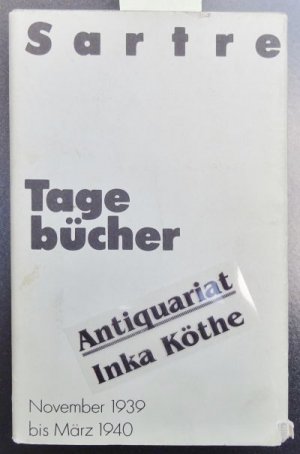 Sartre
Tage
bücher
Antiquariat
Inka Köthe
November 1939
bis März 1940